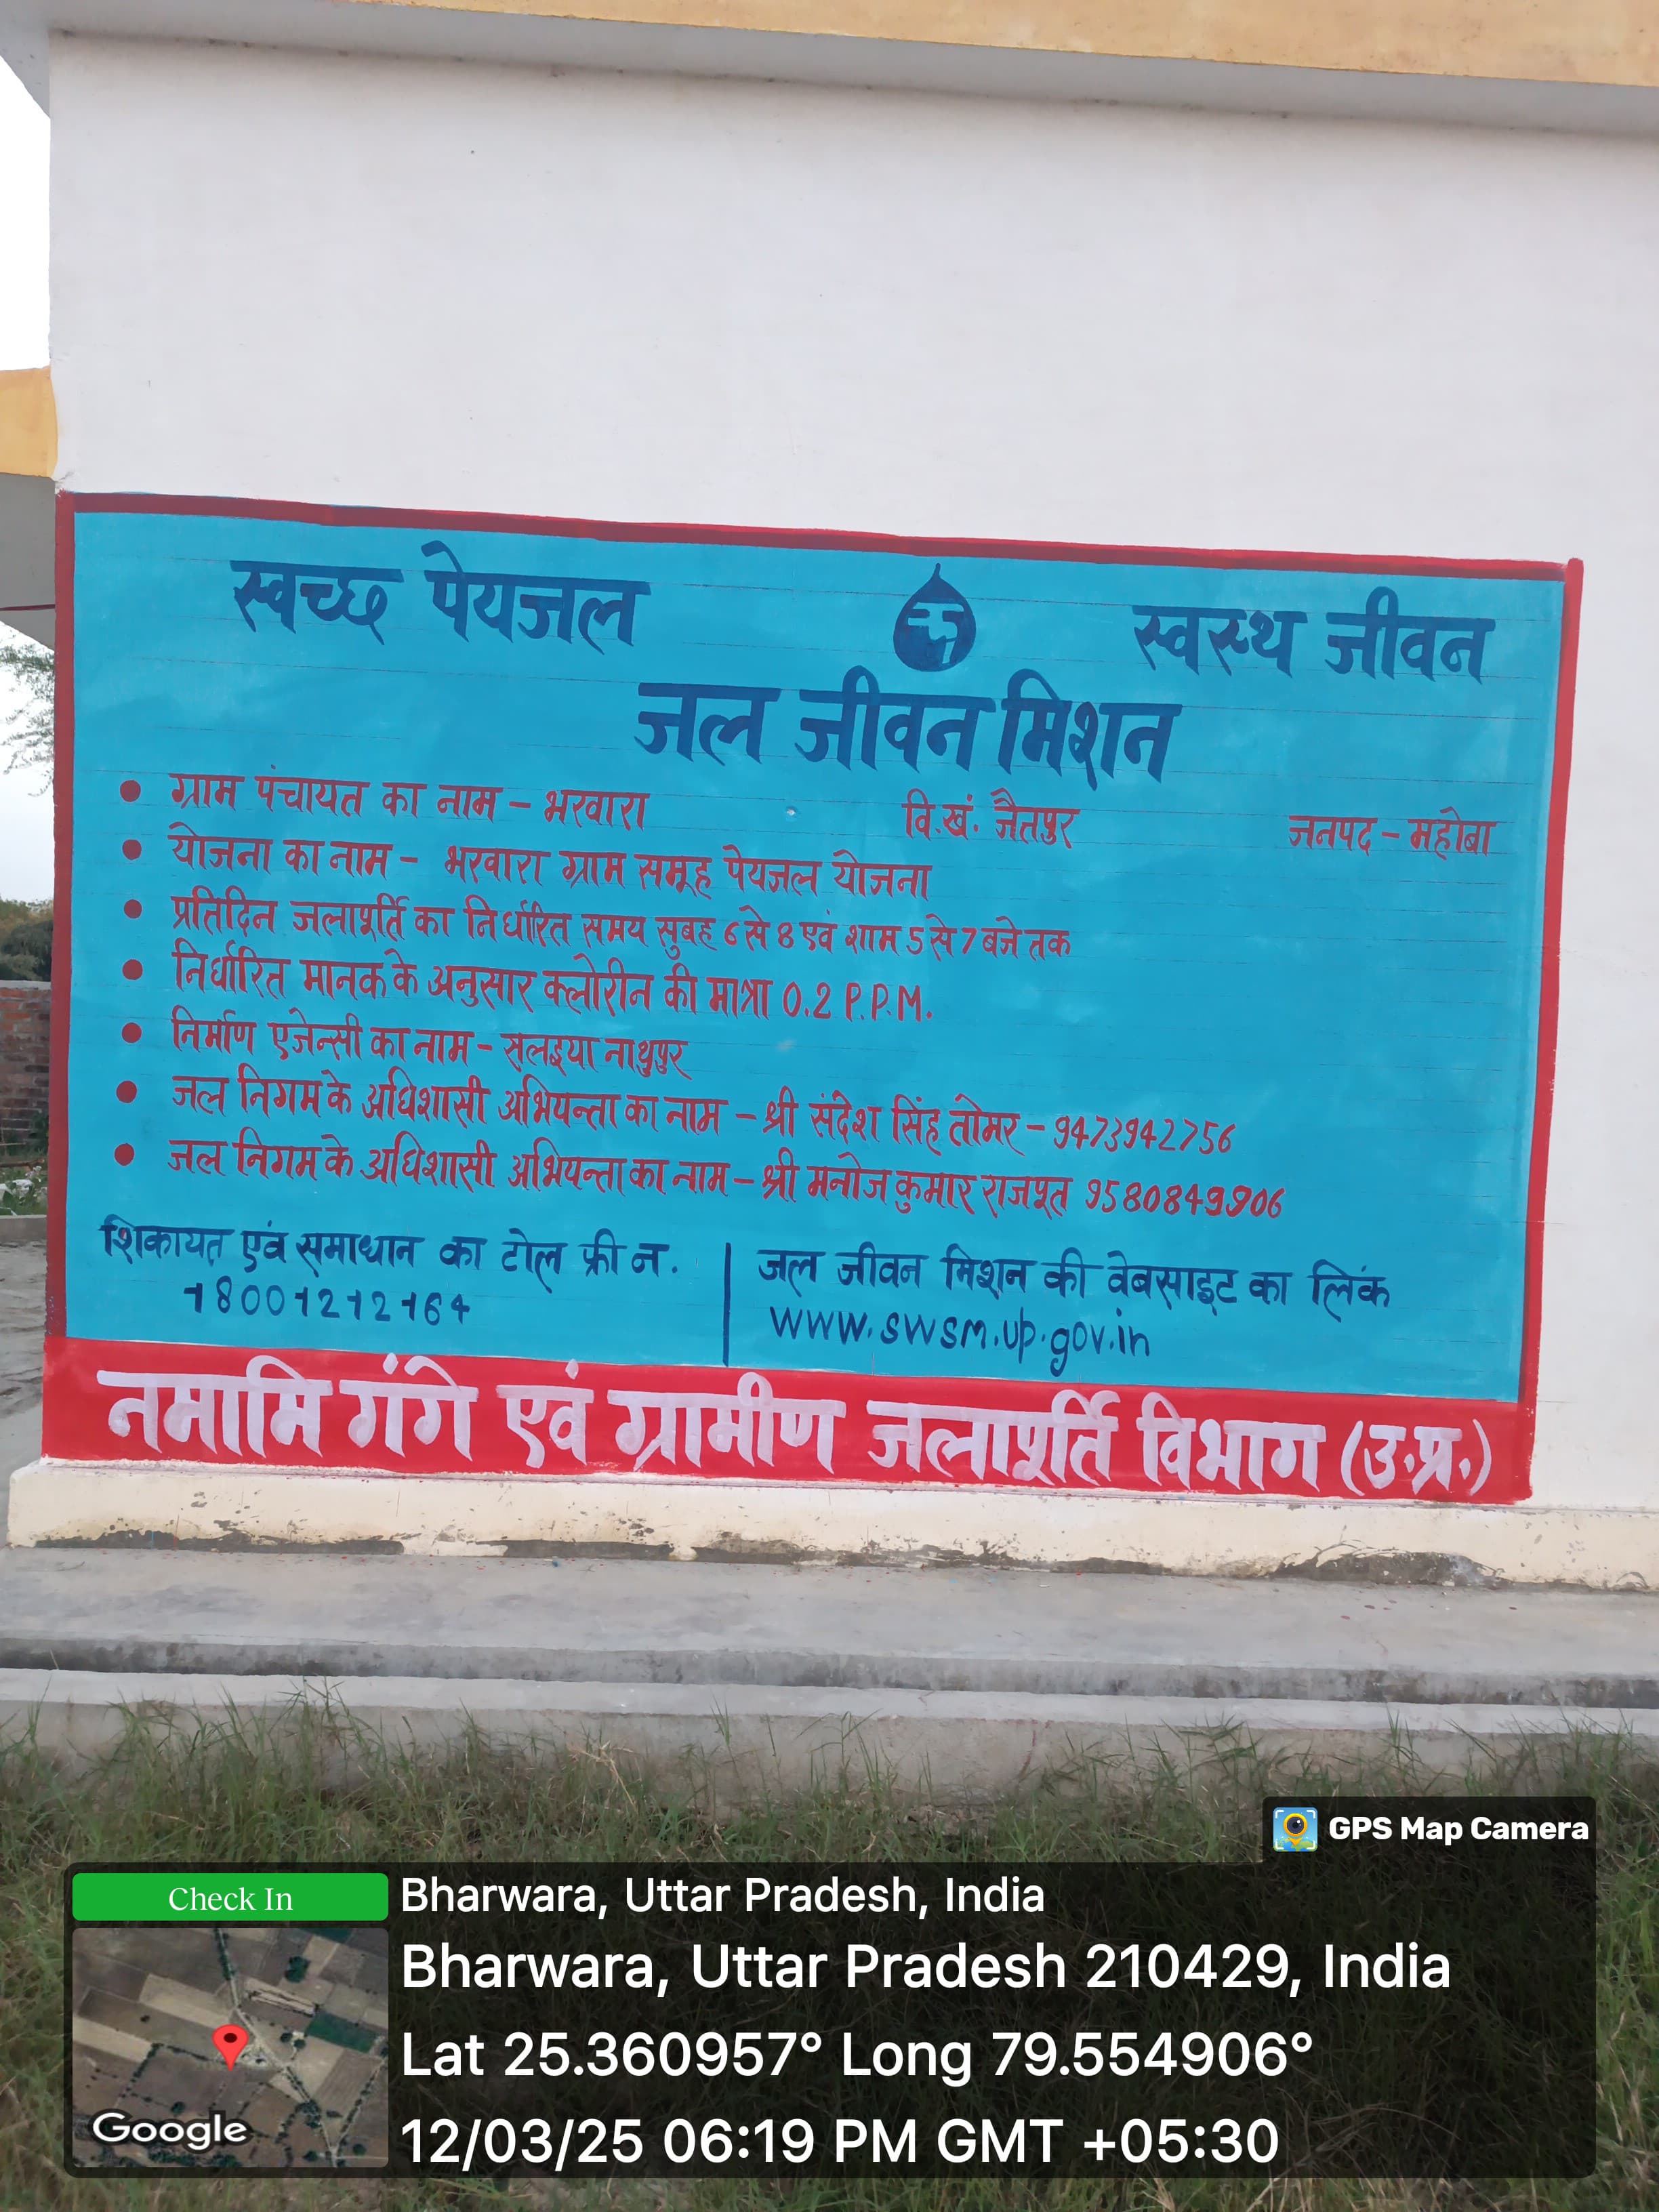 स्वच्छ पेयजल स्वस्थ जीवन
जल जीवन मिशन
• ग्राम पंचायत का नाम – भरवारा वि.खं. जैतपुर जनपद – महोबा
• योजना का नाम – भरवारा ग्राम समूह पेयजल योजना
• प्रतिदिन जलापूर्ति का निर्धारित समय सुबह 6 से 8 एवं शाम 5 से 7 बजे तक
• निर्धारित मानक के अनुसार क्लोरीन की मात्रा 0.2 P.P.M.
• निर्माण एजेन्सी का नाम – सलइया नाथुपुर
• जल निगम के अधिशासी अभियन्ता का नाम – श्री संदेश सिंह तोमर – 9473942756
• जल निगम के अधिशासी अभियन्ता का नाम – श्री मनोज कुमार राजपूत 9580849906
शिकायत एवं समाधान का टोल फ्री न.
18001212164
जल जीवन मिशन की वेबसाइट का लिंक
www.swsm.up.gov.in
नमामि गंगे एवं ग्रामीण जलापूर्ति विभाग (उ.प्र.)
GPS Map Camera
Check In
Bharwara, Uttar Pradesh, India
Bharwara, Uttar Pradesh 210429, India
Lat 25.360957° Long 79.554906°
12/03/25 06:19 PM GMT +05:30
Google